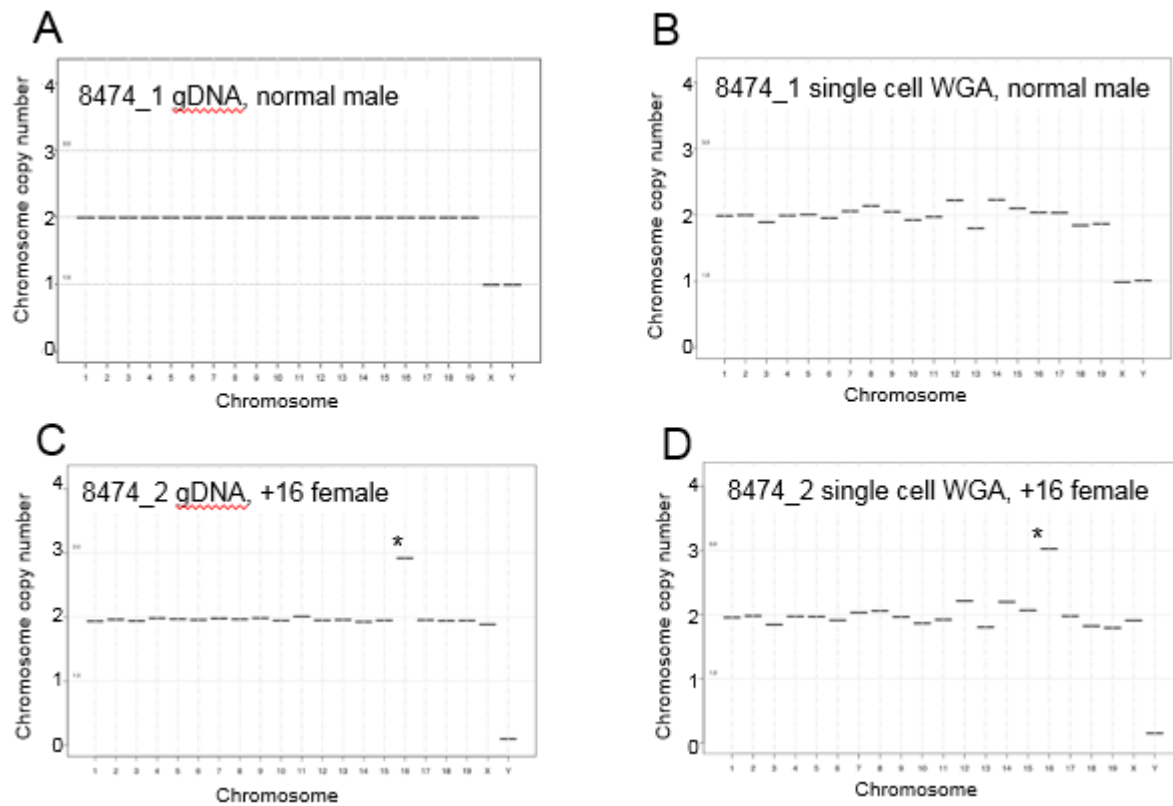 A
Chromosome copy number
4
3
2
1
0
8474_1 gDNA, normal male
1 2 3 4 5 6 7 8 9 10 11 12 13 14 15 16 17 18 19 X Y
Chromosome
B
Chromosome copy number
4
3
2
1
0
8474_1 single cell WGA, normal male
1 2 3 4 5 6 7 8 9 10 11 12 13 14 15 16 17 18 19 X Y
Chromosome
C
Chromosome copy number
4
3
2
1
0
8474_2 gDNA, +16 female
*
1 2 3 4 5 6 7 8 9 10 11 12 13 14 15 16 17 18 19 X Y
Chromosome
D
Chromosome copy number
4
3
2
1
0
8474_2 single cell WGA, +16 female
*
1 2 3 4 5 6 7 8 9 10 11 12 13 14 15 16 17 18 19 X Y
Chromosome